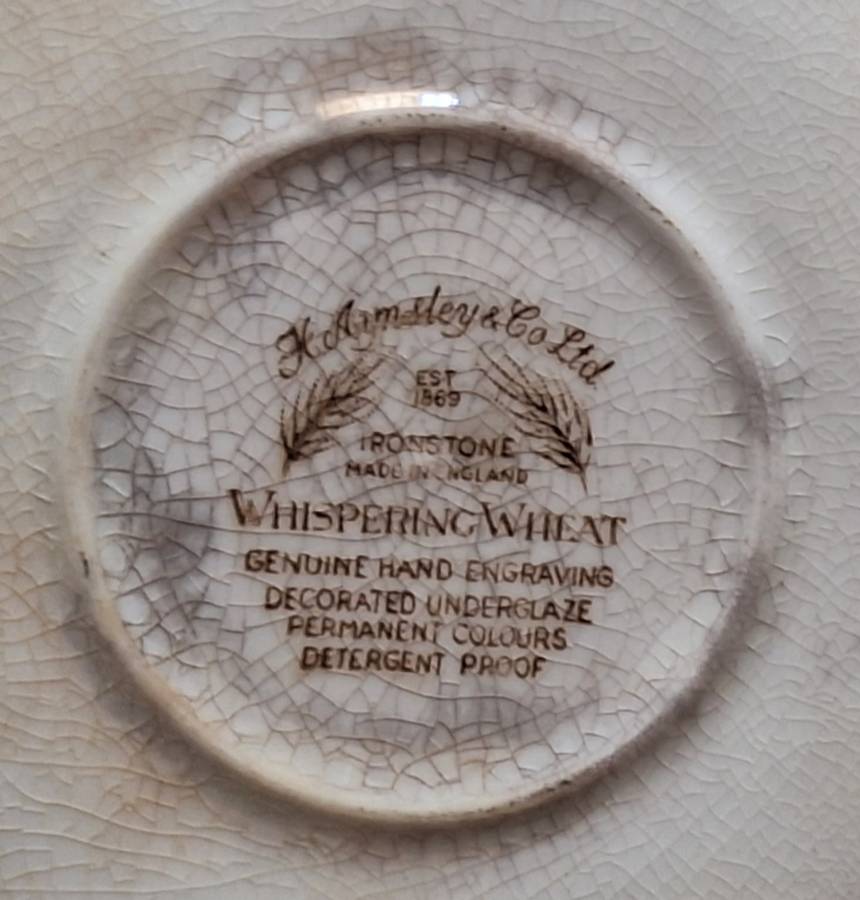 H. Aymsley & Co Ltd.
EST
1869
IRONSTONE
MADE IN ENGLAND
WHISPERING WHEAT
GENUINE HAND ENGRAVING
DECORATED UNDERGLAZE
PERMANENT COLOURS
DETERGENT PROOF